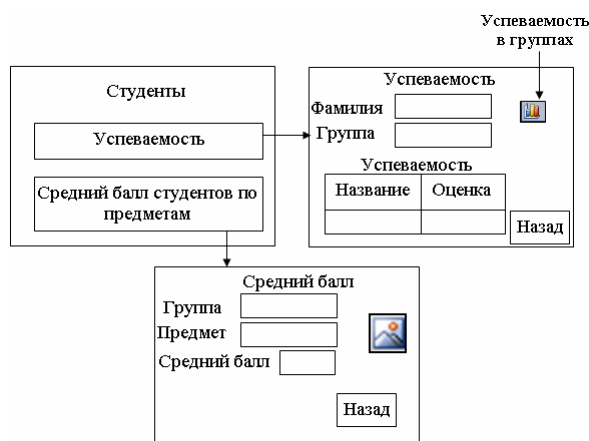 Успеваемость
в группах
Студенты
Успеваемость
Средний балл студентов по
предметам
Успеваемость
Фамилия
Группа
Успеваемость
Название Оценка
Назад
Средний балл
Группа
Предмет
Средний балл
Назад